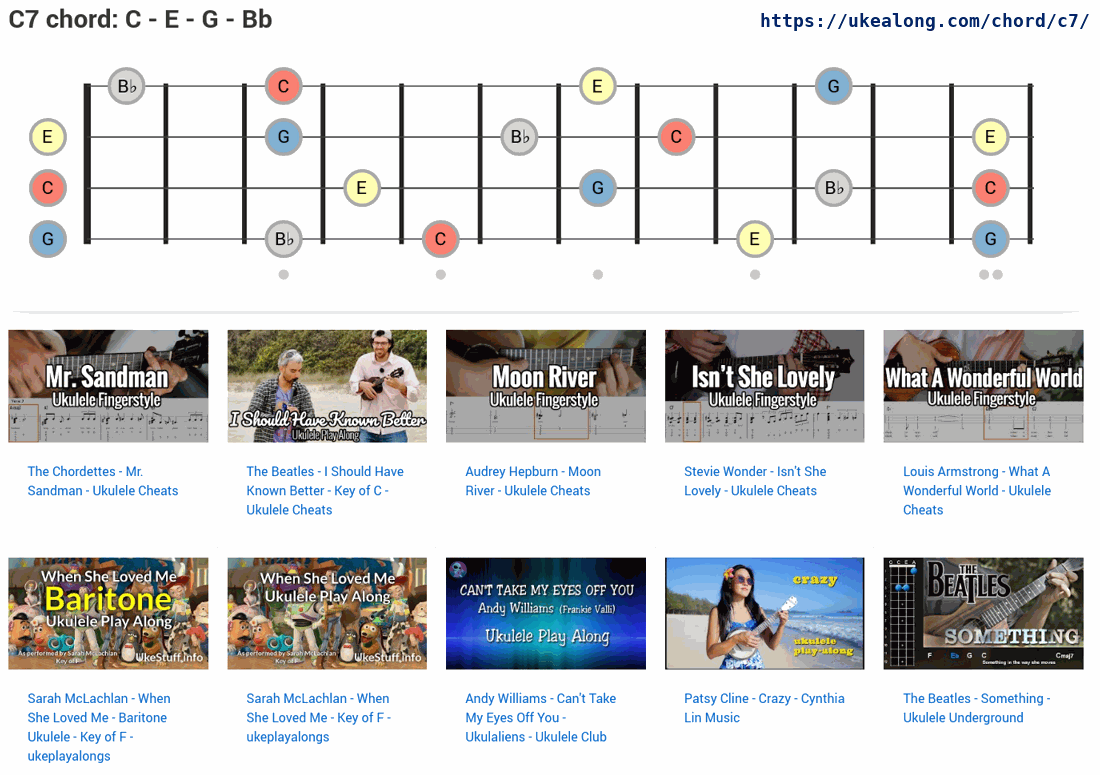 C7 chord: C - E - G - Bb
https://ukealong.com/chord/c7/
B♭ C E G
E G B♭ C E
C E G B♭ C
G B♭ C E G
Mr. Sandman
Ukulele Fingerstyle
I Should Have Known Better
Ukulele Play Along
Moon River
Ukulele Fingerstyle
Isn't She Lovely
Ukulele Fingerstyle
What A Wonderful World
Ukulele Fingerstyle
The Chordettes - Mr.
Sandman - Ukulele Cheats
The Beatles - I Should Have
Known Better - Key of C -
Ukulele Cheats
Audrey Hepburn - Moon
River - Ukulele Cheats
Stevie Wonder - Isn't She
Lovely - Ukulele Cheats
Louis Armstrong - What A
Wonderful World - Ukulele
Cheats
When She Loved Me
Baritone
Ukulele Play Along
As performed by Sarah McLachlan
Key of F
UkeStuff.info
When She Loved Me
Ukulele Play Along
As performed by Sarah McLachlan
Key of F
UkeStuff.info
CAN'T TAKE MY EYES OFF YOU
Andy Williams (Frankie Valli)
Ukulele Play Along
crazy
ukulele
play-along
THE
BEATLES
SOMETHING
F Eb G C Cmaj7
Something in the way she moves
Sarah McLachlan - When
She Loved Me - Baritone
Ukulele - Key of F -
ukeplayalongs
Sarah McLachlan - When
She Loved Me - Key of F -
ukeplayalongs
Andy Williams - Can't Take
My Eyes Off You -
Ukulaliens - Ukulele Club
Patsy Cline - Crazy - Cynthia
Lin Music
The Beatles - Something -
Ukulele Underground